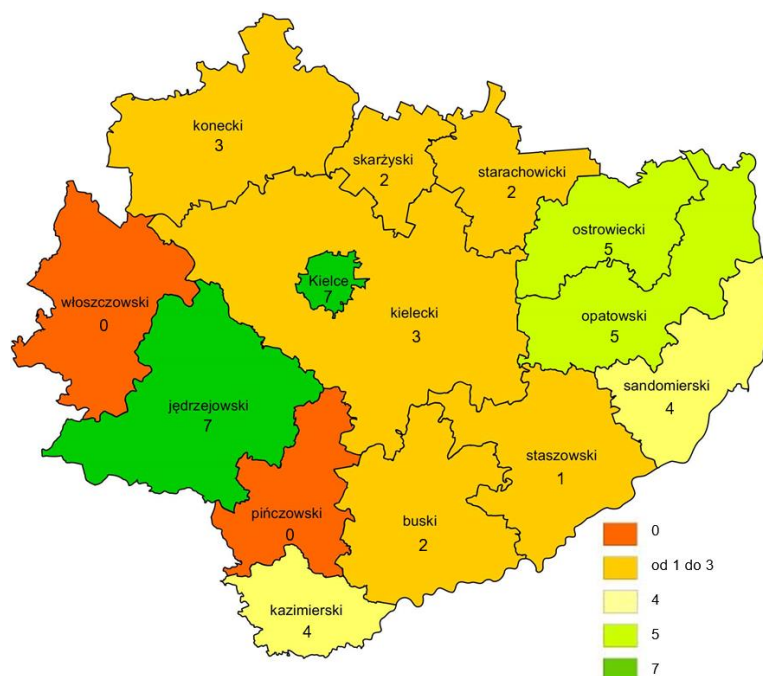 konecki
3
skarżyski
2
starachowicki
2
ostrowiecki
5
Kielce
7
włoszczowski
0
kielecki
3
opatowski
5
sandomierski
4
jędrzejowski
7
staszowski
1
pińczowski
0
buski
2
kazimierski
4
0
od 1 do 3
4
5
7